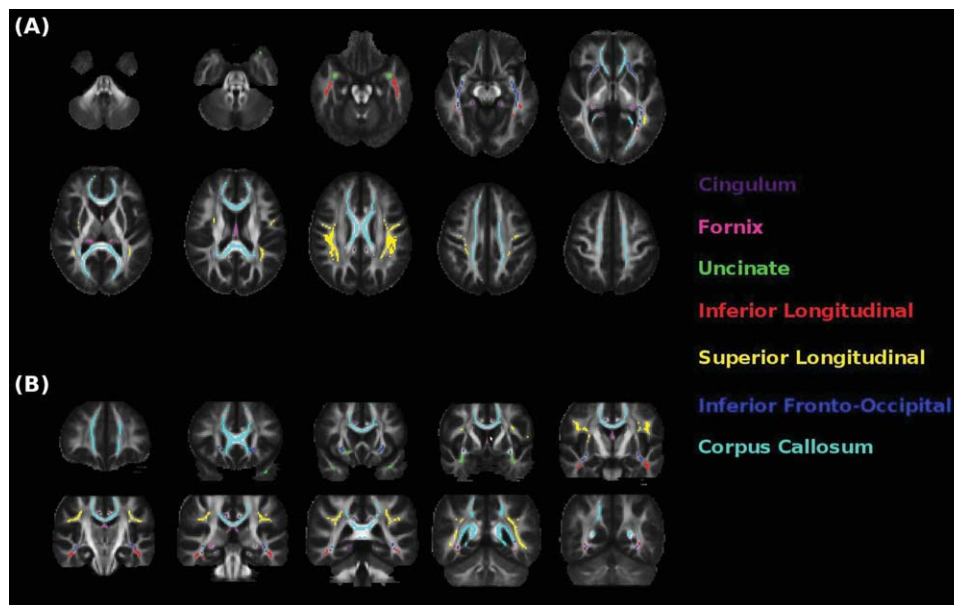 (A)
Cingulum
Fornix
Uncinate
Inferior Longitudinal
Superior Longitudinal
(B)
Inferior Fronto-Occipital
Corpus Callosum